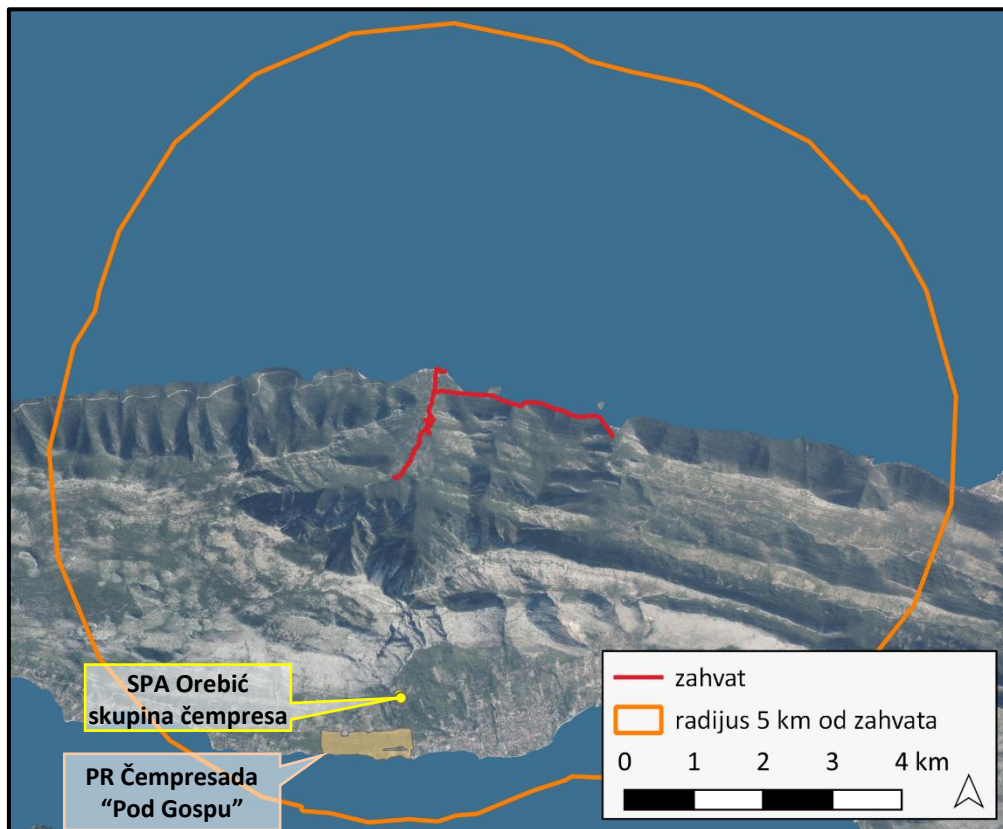 SPA Orebić
skupina čempresa
PR Čempresada
“Pod Gospu”
zahvat
radijus 5 km od zahvata
0 1 2 3 4 km